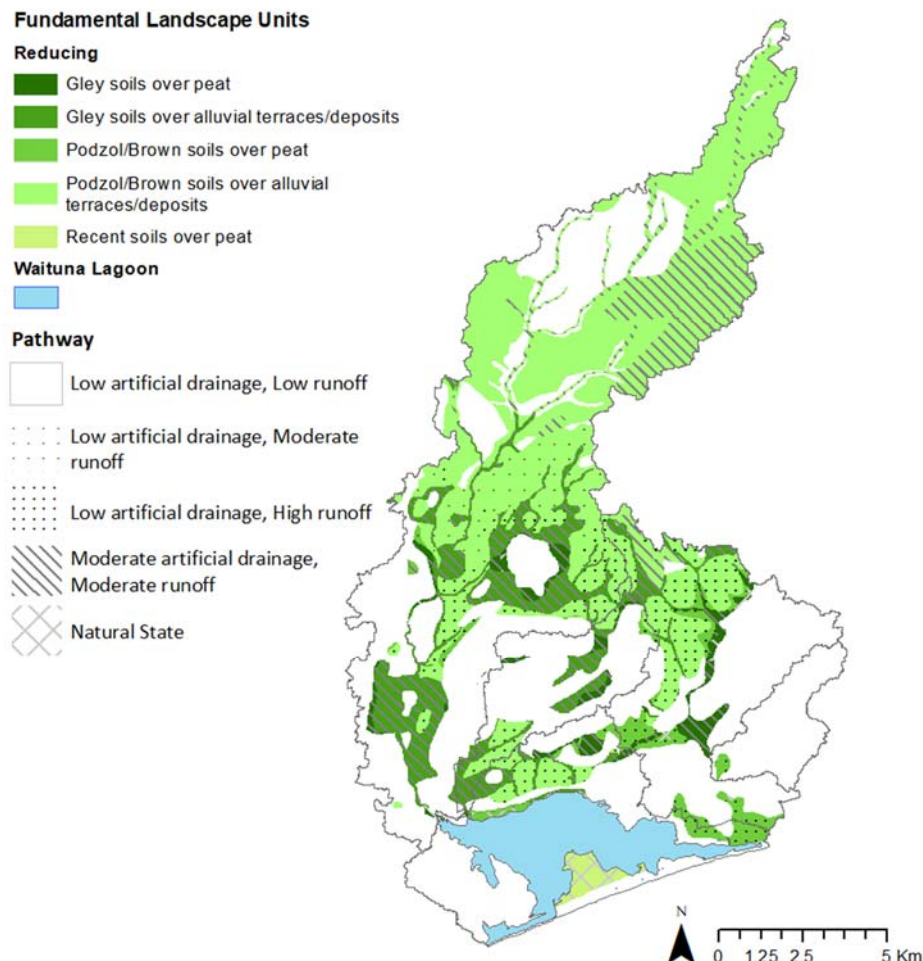 Fundamental Landscape Units
Reducing
Gley soils over peat
Gley soils over alluvial terraces/deposits
Podzol/Brown soils over peat
Podzol/Brown soils over alluvial
terraces/deposits
Recent soils over peat
Waituna Lagoon
Pathway
Low artificial drainage, Low runoff
Low artificial drainage, Moderate
runoff
Low artificial drainage, High runoff
Moderate artificial drainage,
Moderate runoff
Natural State
N
0 1.25 2.5 5 Km